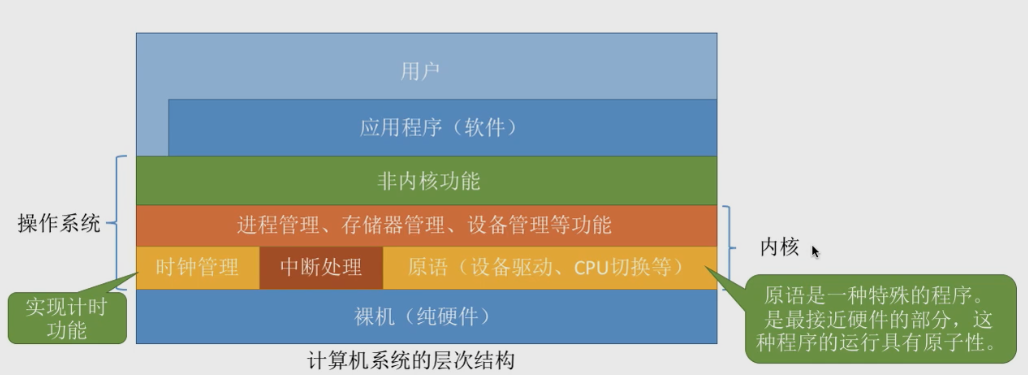 用户
应用程序（软件）
非内核功能
操作系统
进程管理、存储器管理、设备管理等功能
内核
时钟管理
中断处理
原语（设备驱动、CPU切换等）
实现计时
功能
裸机（纯硬件）
原语是一种特殊的程序。
是最接近硬件的部分，这
种程序的运行具有原子性。
计算机系统的层次结构